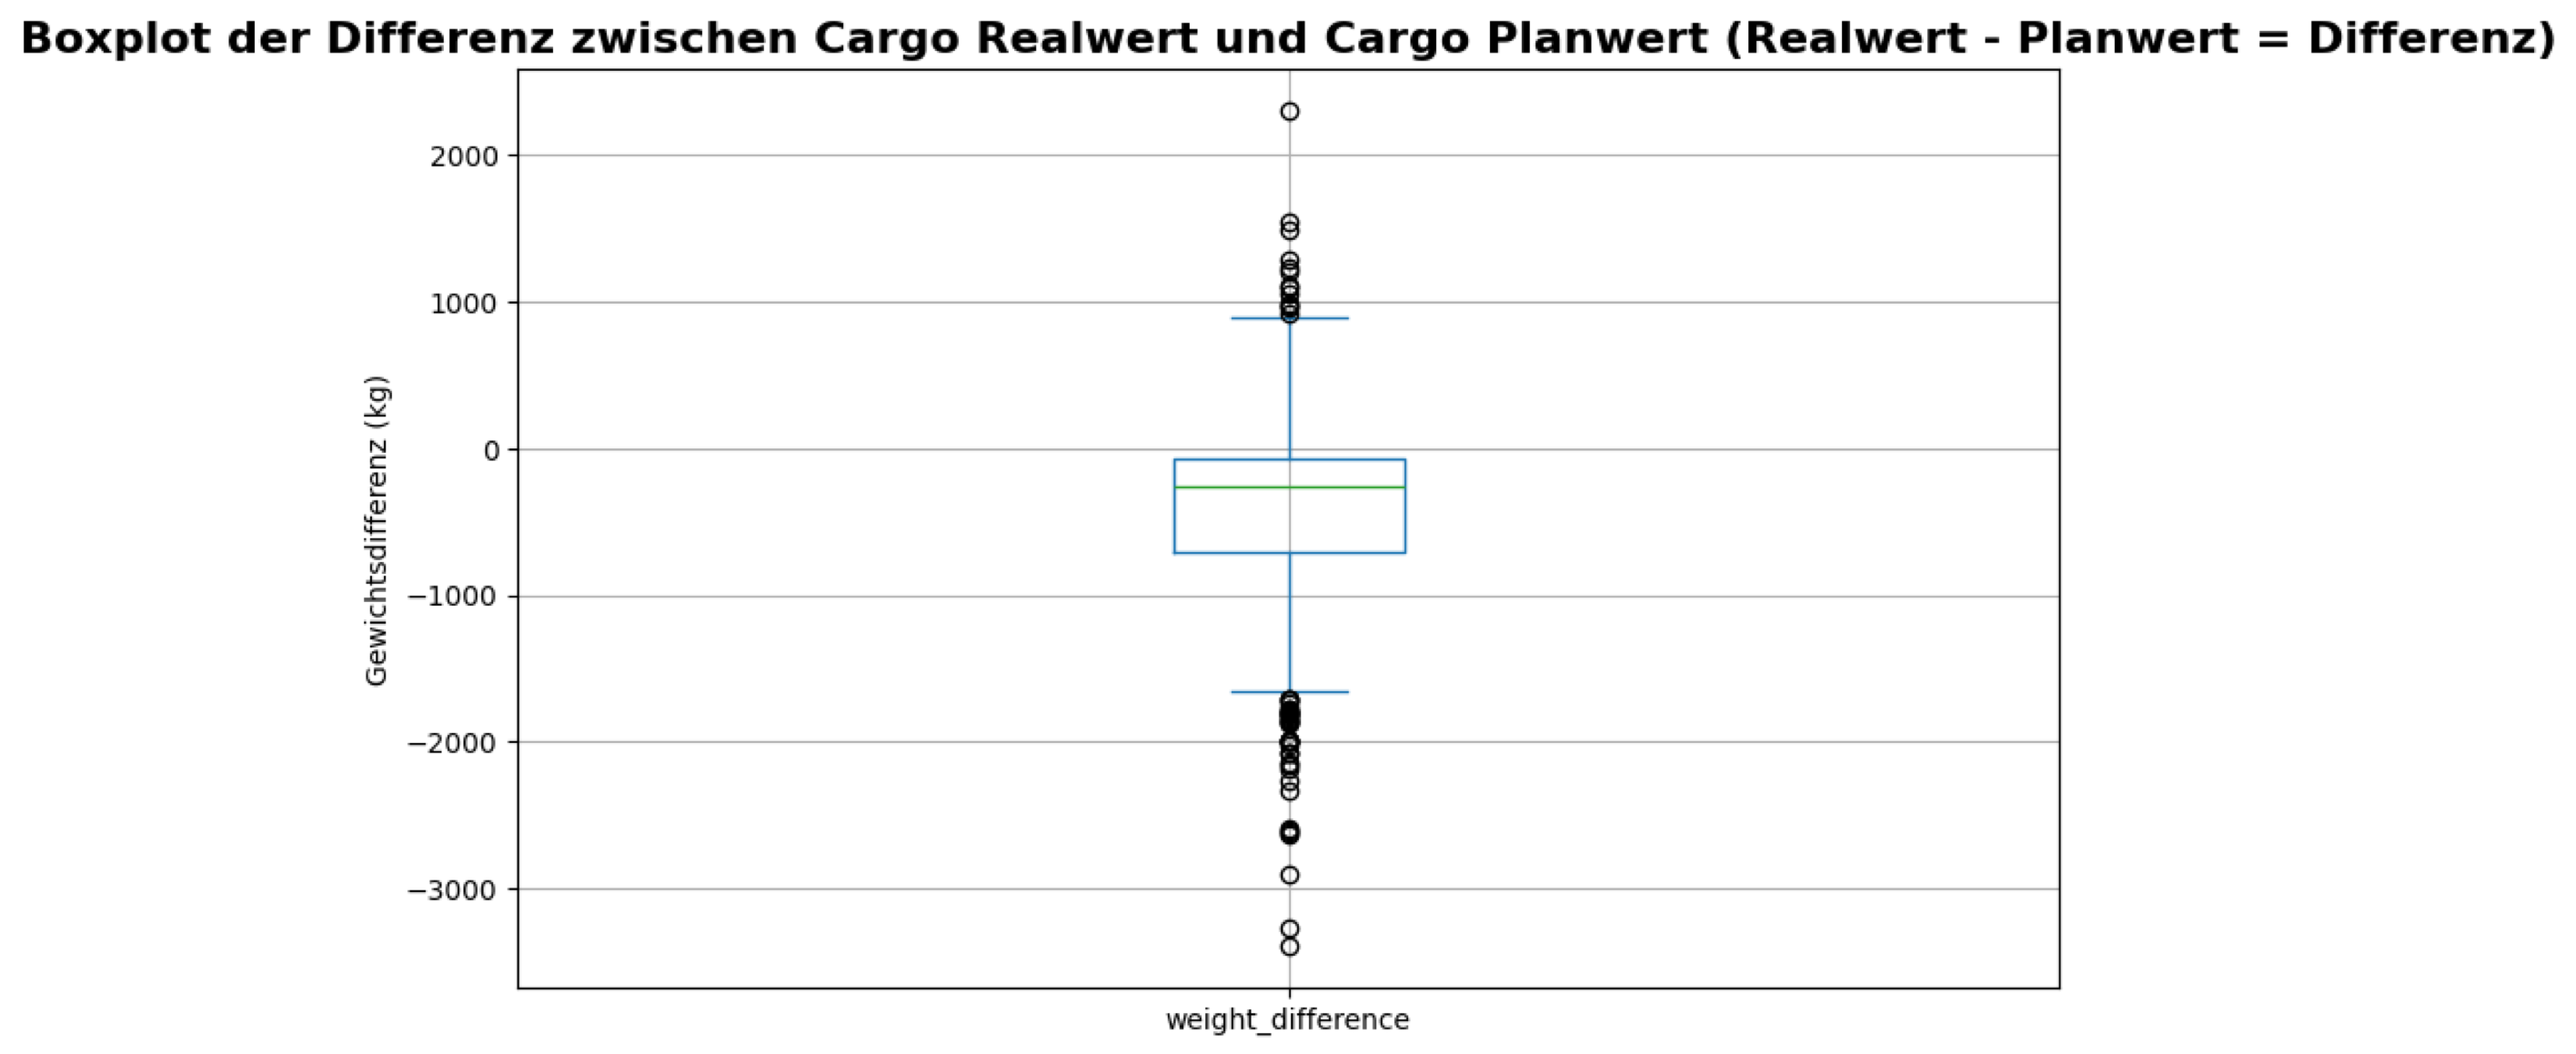 Boxplot der Differenz zwischen Cargo Realwert und Cargo Planwert (Realwert - Planwert = Differenz)
2000
1000
0
−1000
−2000
−3000
Gewichtsdifferenz (kg)
weight_difference